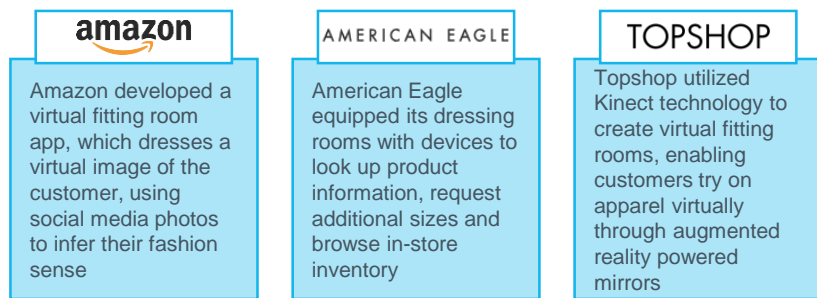 amazon
Amazon developed a
virtual fitting room
app, which dresses a
virtual image of the
customer, using
social media photos
to infer their fashion
sense
AMERICAN EAGLE
American Eagle
equipped its dressing
rooms with devices to
look up product
information, request
additional sizes and
browse in-store
inventory
TOPSHOP
Topshop utilized
Kinect technology to
create virtual fitting
rooms, enabling
customers try on
apparel virtually
through augmented
reality powered
mirrors